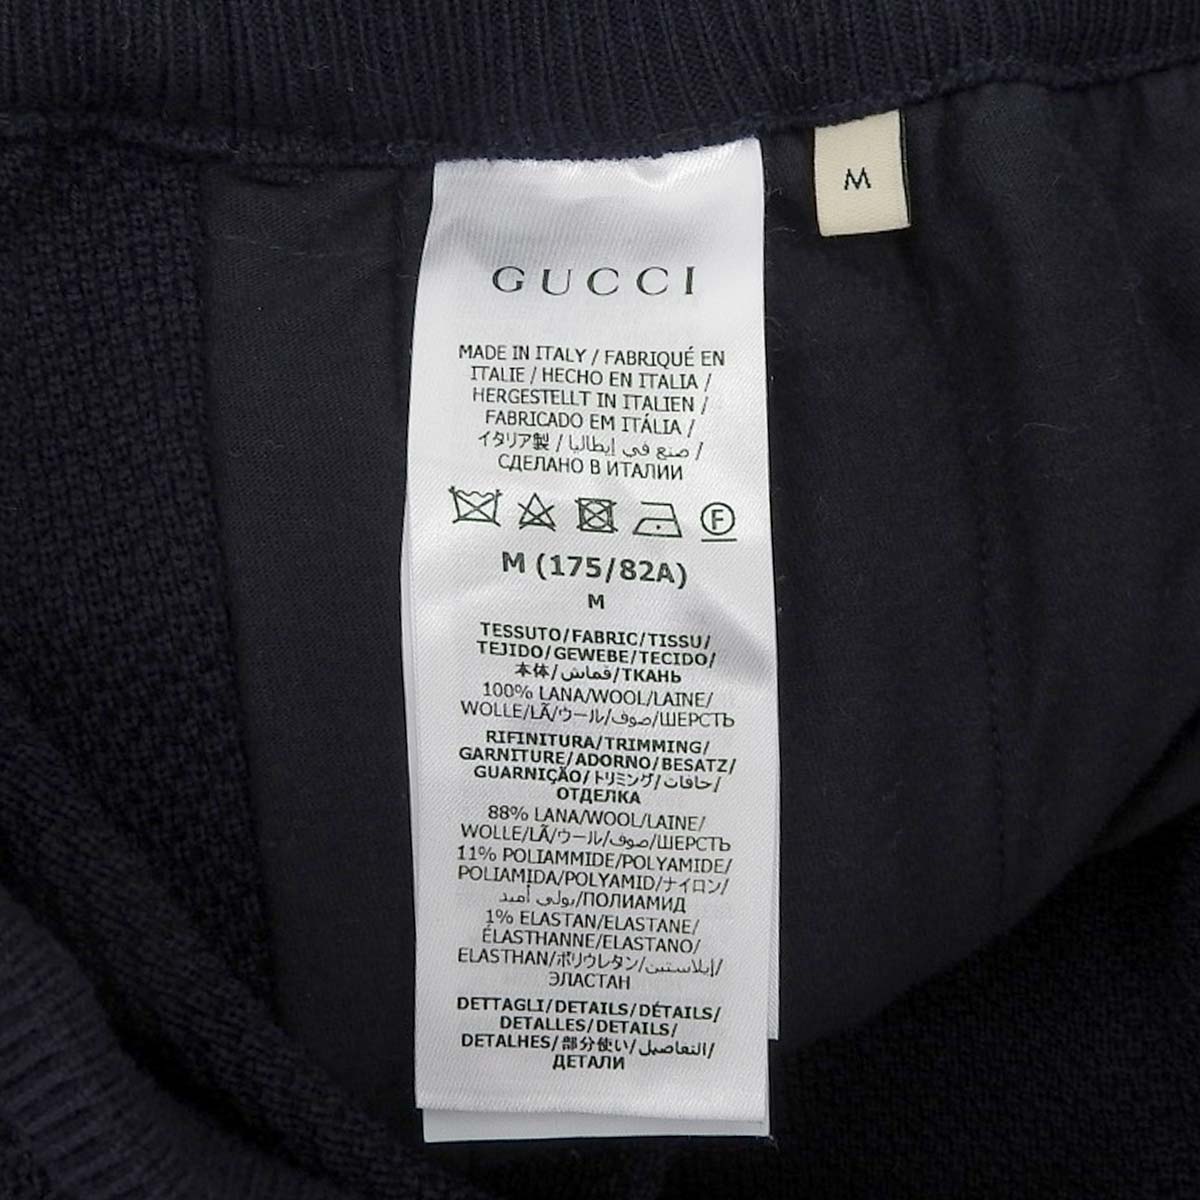 M
GUCCI
MADE IN ITALY / FABRIQUÉ EN
ITALIE / HECHO EN ITALIA /
HERGESTELLT IN ITALIEN /
FABRICADO EM ITÁLIA /
イタリア製 / صنع في إيطاليا /
СДЕЛАНО В ИТАЛИИ
F
M (175/82A)
M
TESSUTO/FABRIC/TISSU/
TEJIDO/GEWEBE/TECIDO/
本体/قماش/ТКАНЬ
100% LANA/WOOL/LAINE/
WOLLE/LÃ/ウール/صوف/ШЕРСТЬ
RIFINITURA/TRIMMING/
GARNITURE/ADORNO/BESATZ/
GUARNIÇÃO/トリミング/حافات/
ОТДЕЛКА
88% LANA/WOOL/LAINE/
WOLLE/LÃ/ウール/صوف/ШЕРСТЬ
11% POLIAMMIDE/POLYAMIDE/
POLIAMIDA/POLYAMID/ナイロン/
بولي أميد/ПОЛИАМИД
1% ELASTAN/ELASTANE/
ÉLASTHANNE/ELASTANO/
ELASTHAN/ポリウレタン/إيلاستين/
ЭЛАСТАН
DETTAGLI/DETAILS/DÉTAILS/
DETALLES/DETAILS/
DETALHES/部分使い/التفاصيل/
ДЕТАЛИ